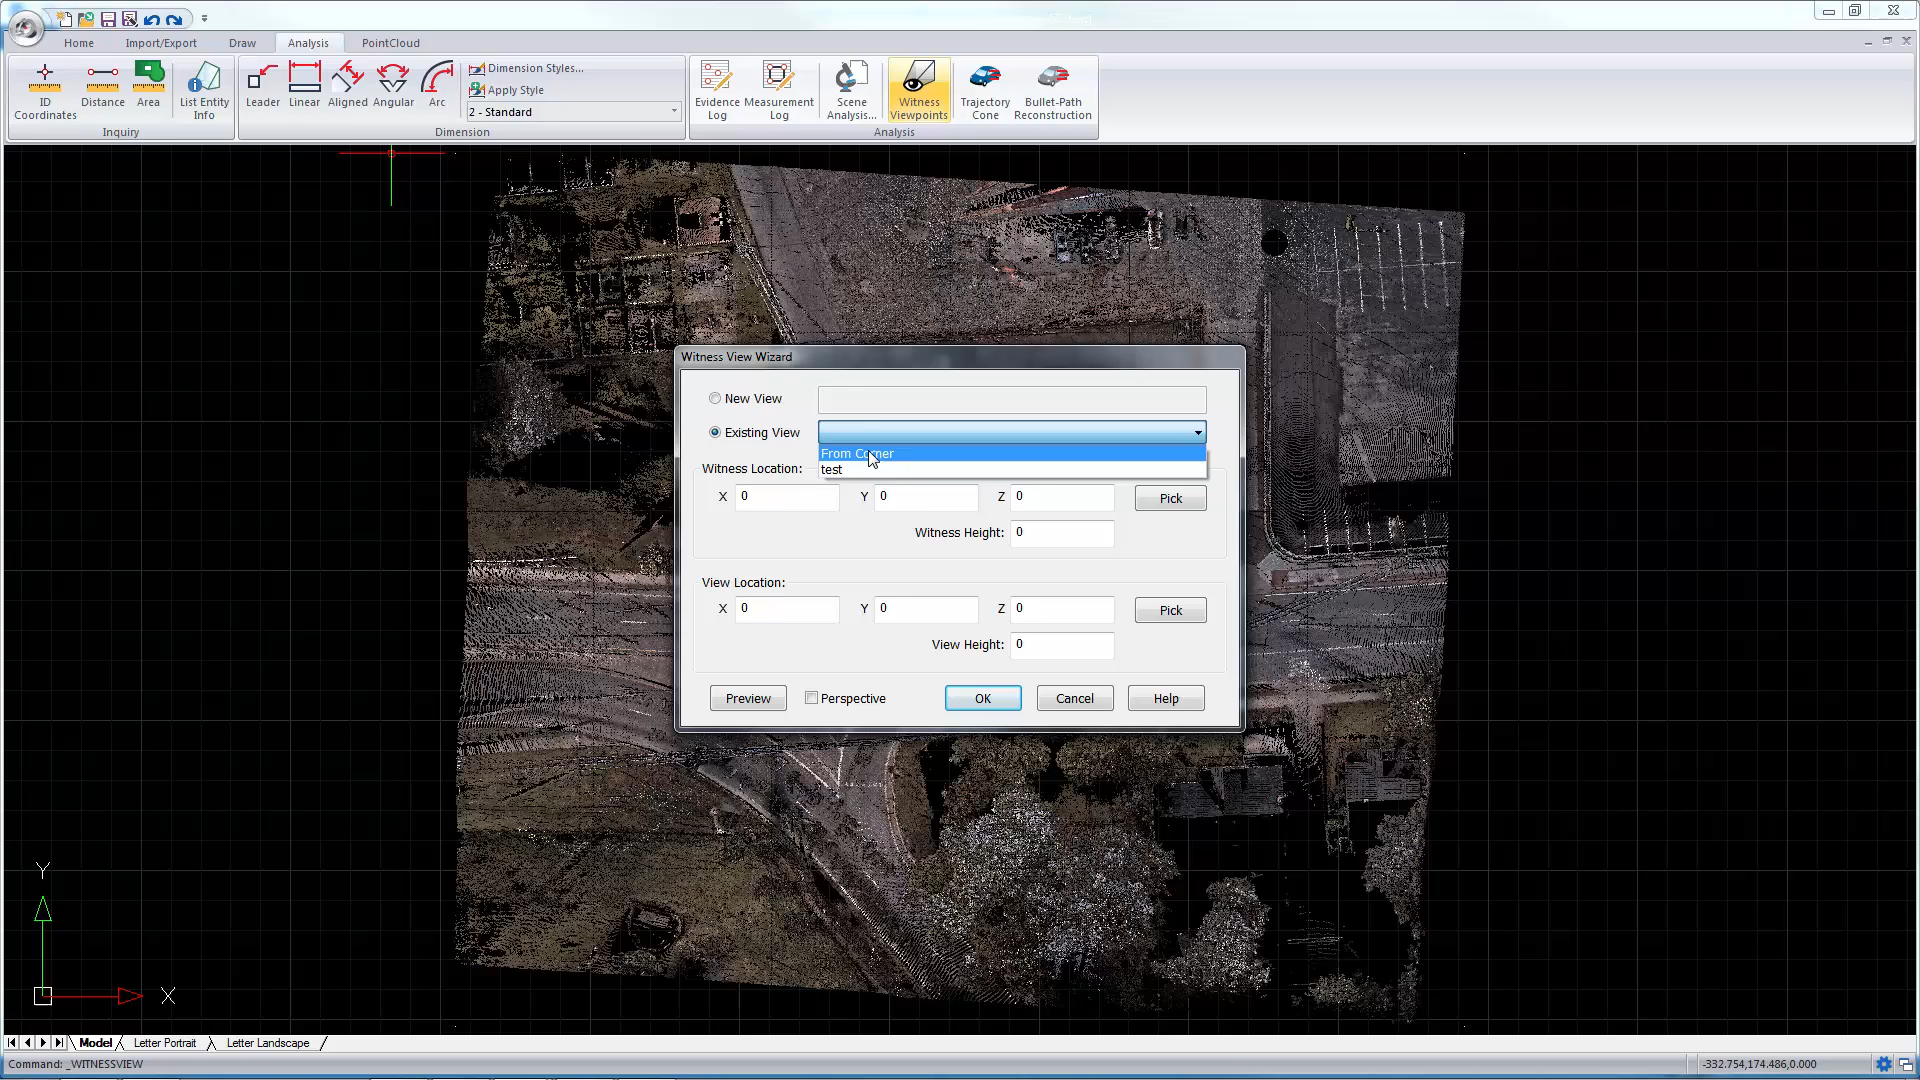 Home Import/Export Draw Analysis PointCloud
ID Coordinates
Distance
Area
List Entity Info
Inquiry
Leader
Linear
Aligned
Angular
Arc
Dimension Styles...
Apply Style
2 - Standard
Dimension
Evidence Log
Measurement Log
Scene Analysis...
Witness Viewpoints
Trajectory Cone
Bullet-Path Reconstruction
Analysis
Witness View Wizard
New View
Existing View
From Corner
test
Witness Location:
X 0 Y 0 Z 0 Pick
Witness Height: 0
View Location:
X 0 Y 0 Z 0 Pick
View Height: 0
Preview Perspective OK Cancel Help
Y
X
Model Letter Portrait Letter Landscape
Command: _WITNESSVIEW
-332.754,174.486,0.000